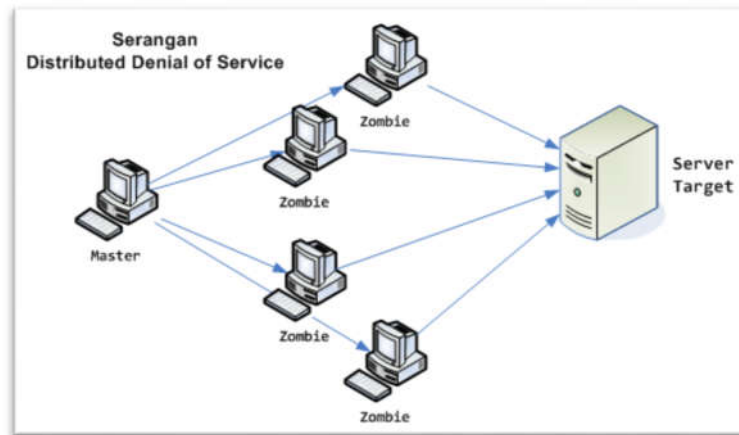 Serangan
Distributed Denial of Service
Zombie
Zombie
Server
Target
Master
Zombie
Zombie